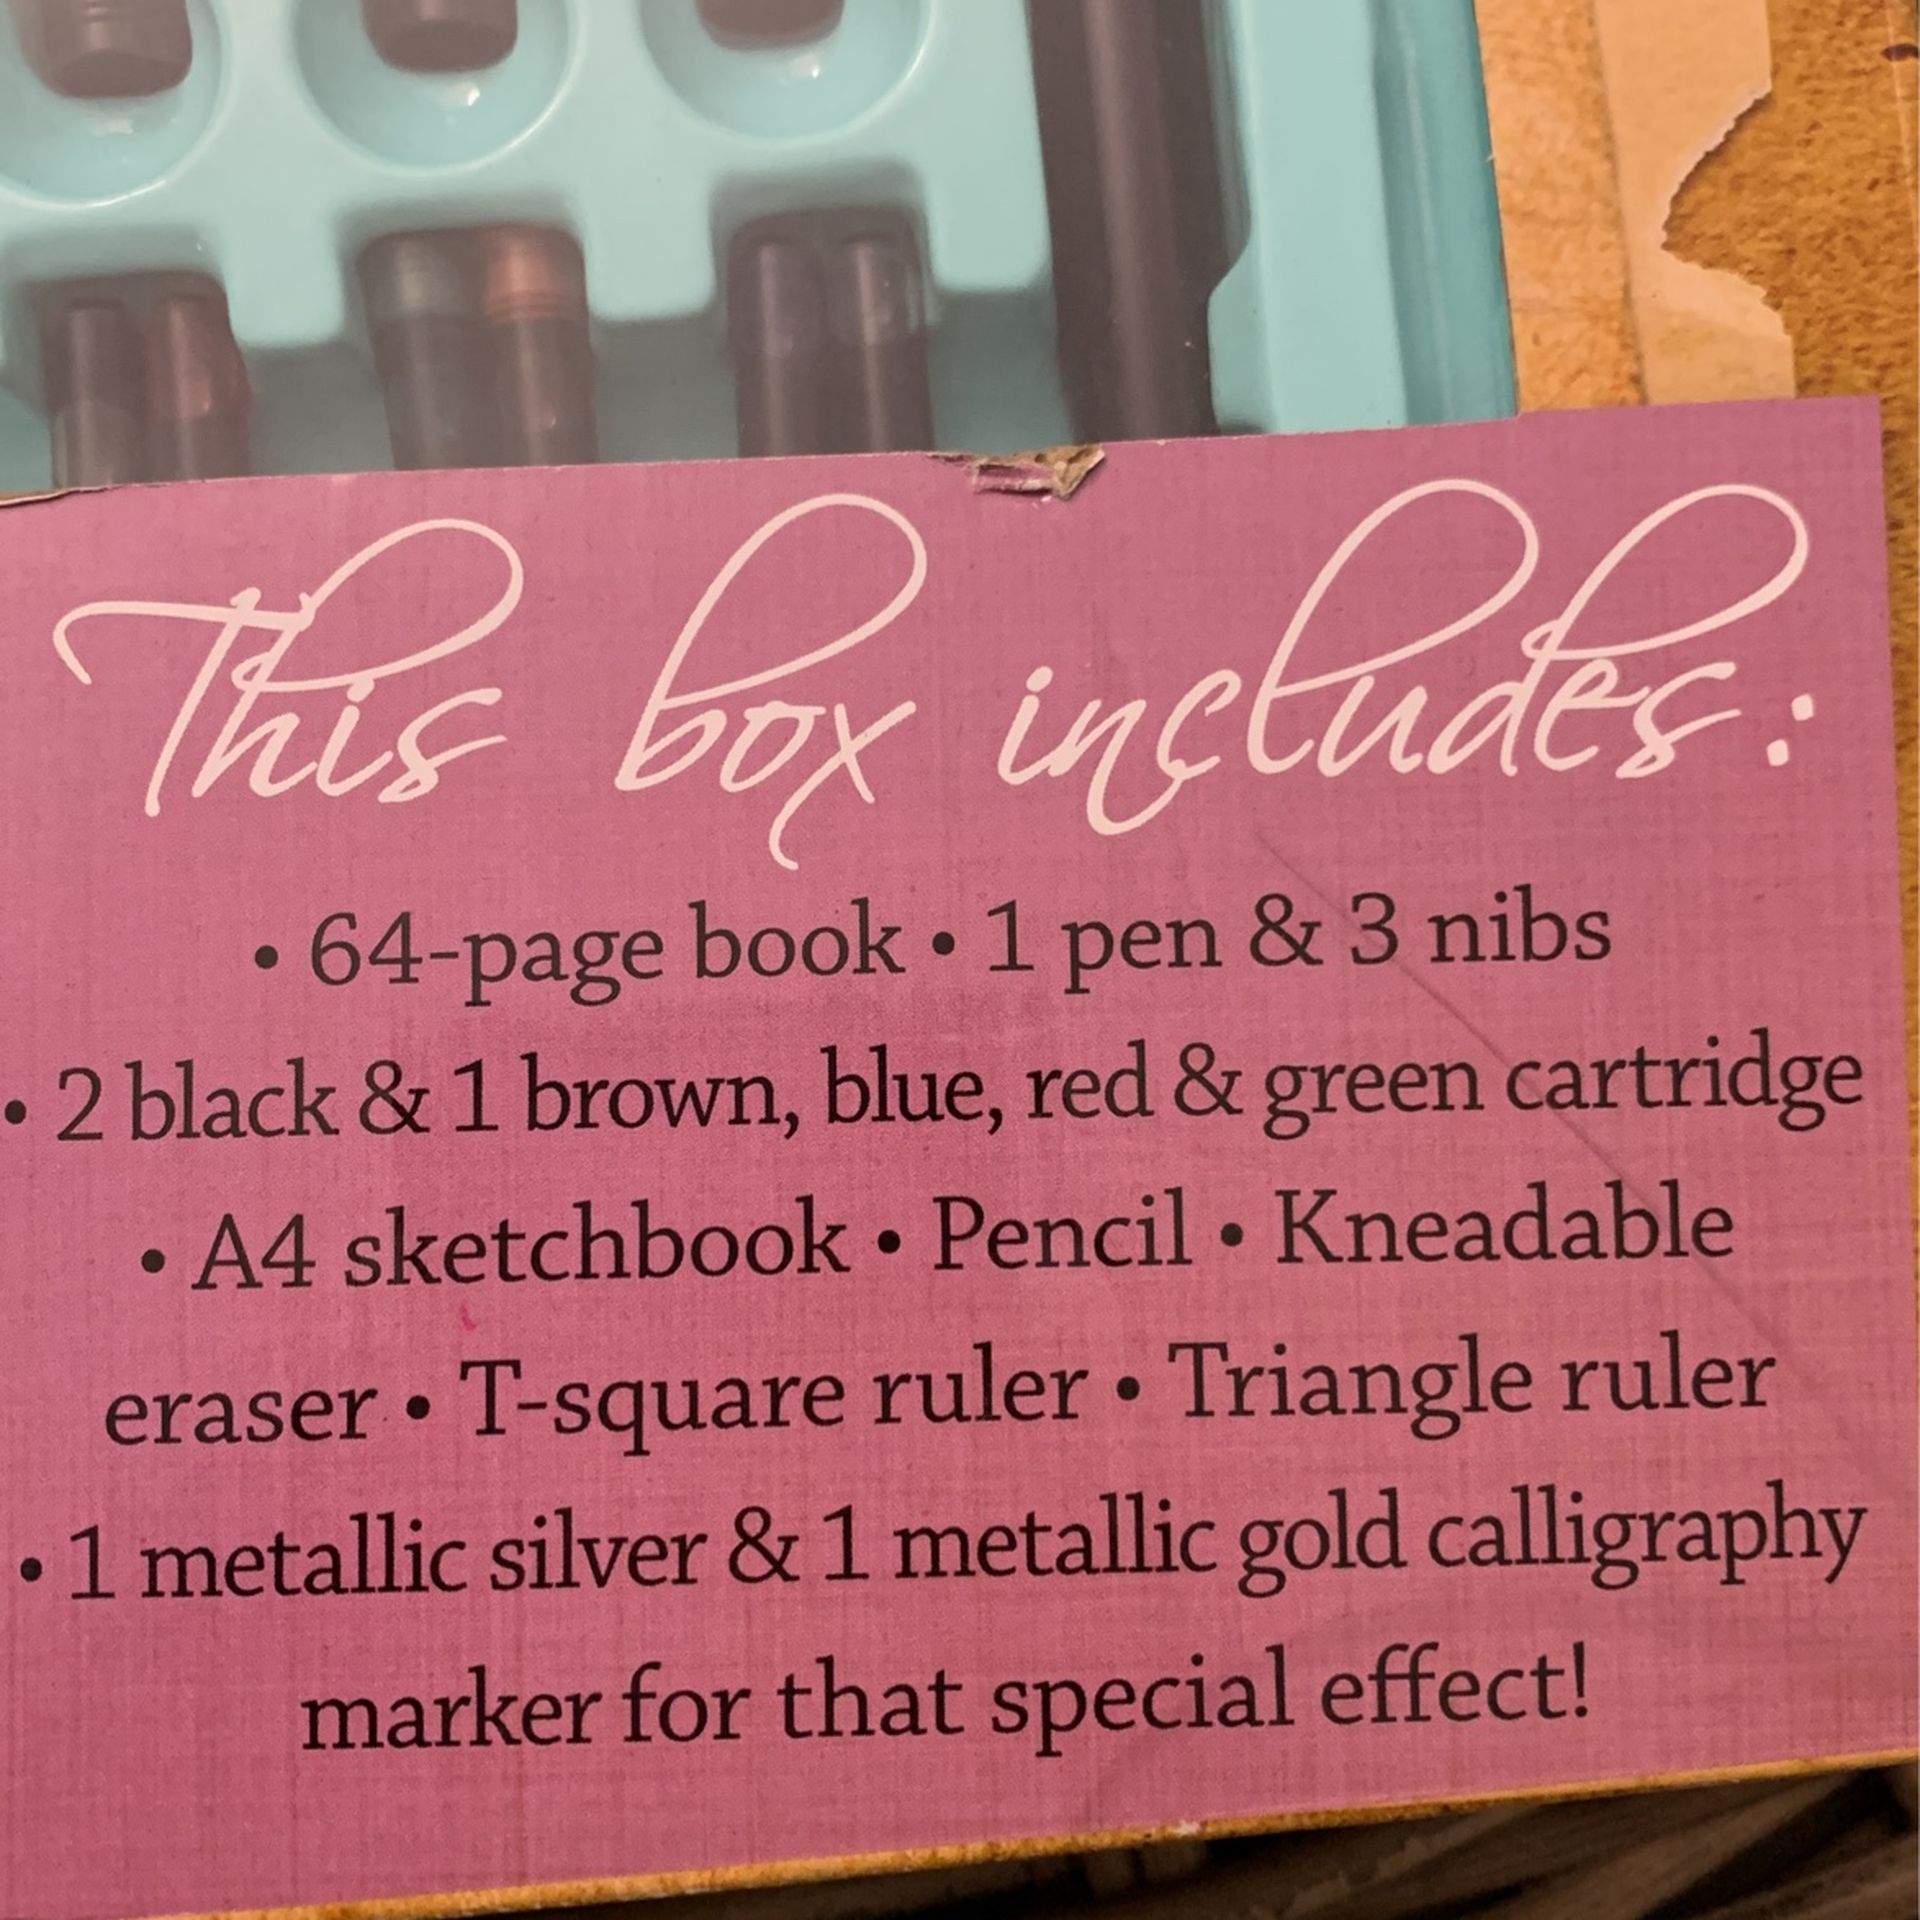 This box includes:
• 64-page book • 1 pen & 3 nibs
• 2 black & 1 brown, blue, red & green cartridge
• A4 sketchbook • Pencil • Kneadable
eraser • T-square ruler • Triangle ruler
• 1 metallic silver & 1 metallic gold calligraphy
marker for that special effect!